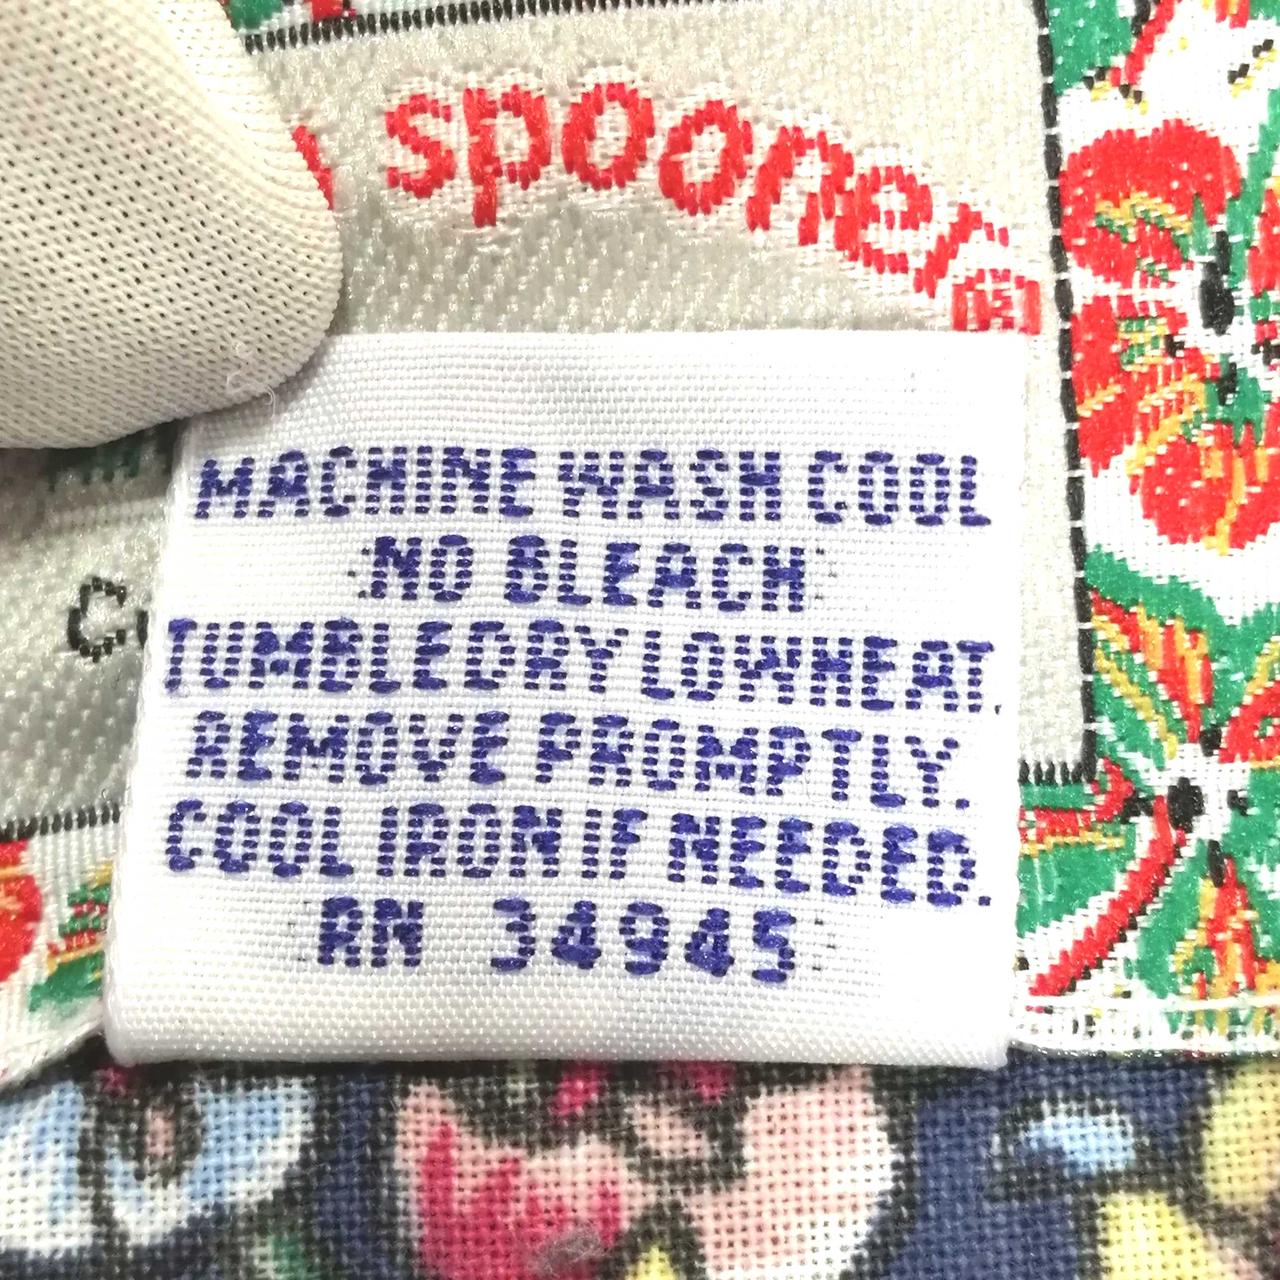 spooner®
MACHINE WASH COOL
NO BLEACH
TUMBLE DRY LOW HEAT.
REMOVE PROMPTLY.
COOL IRON IF NEEDED.
RN 34945